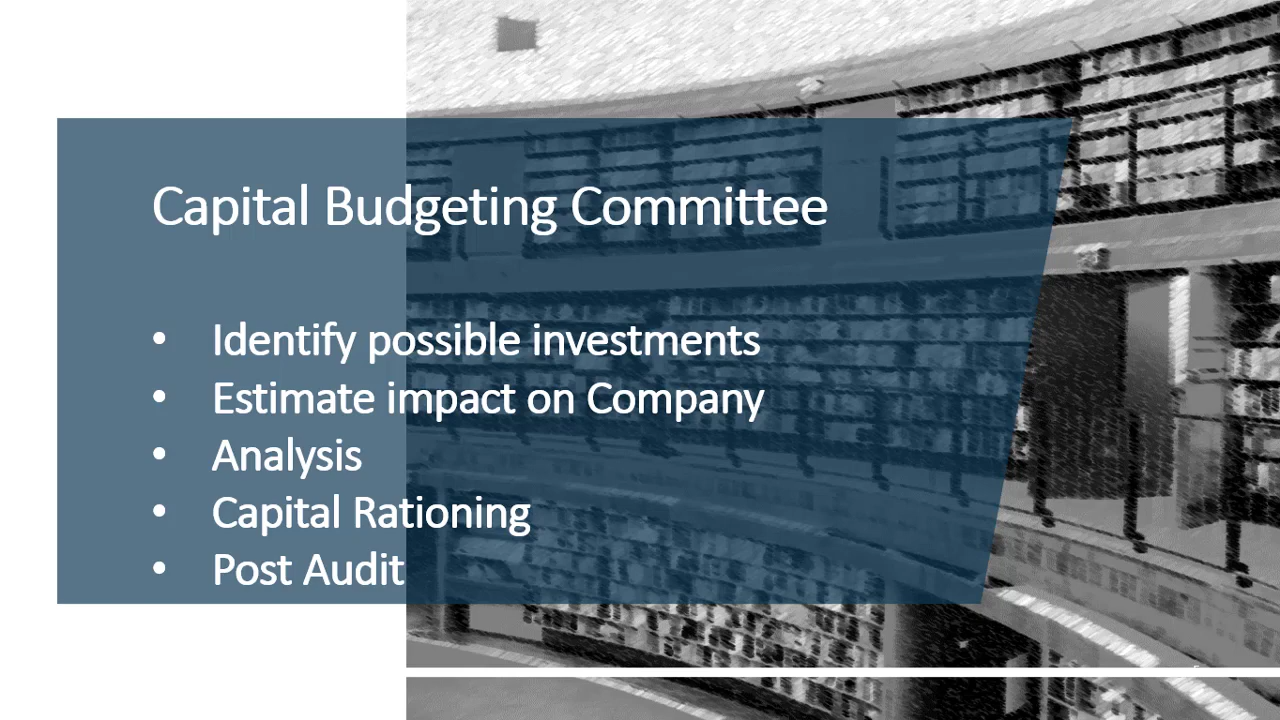 Capital Budgeting Committee
• Identify possible investments
• Estimate impact on Company
• Analysis
• Capital Rationing
• Post Audit